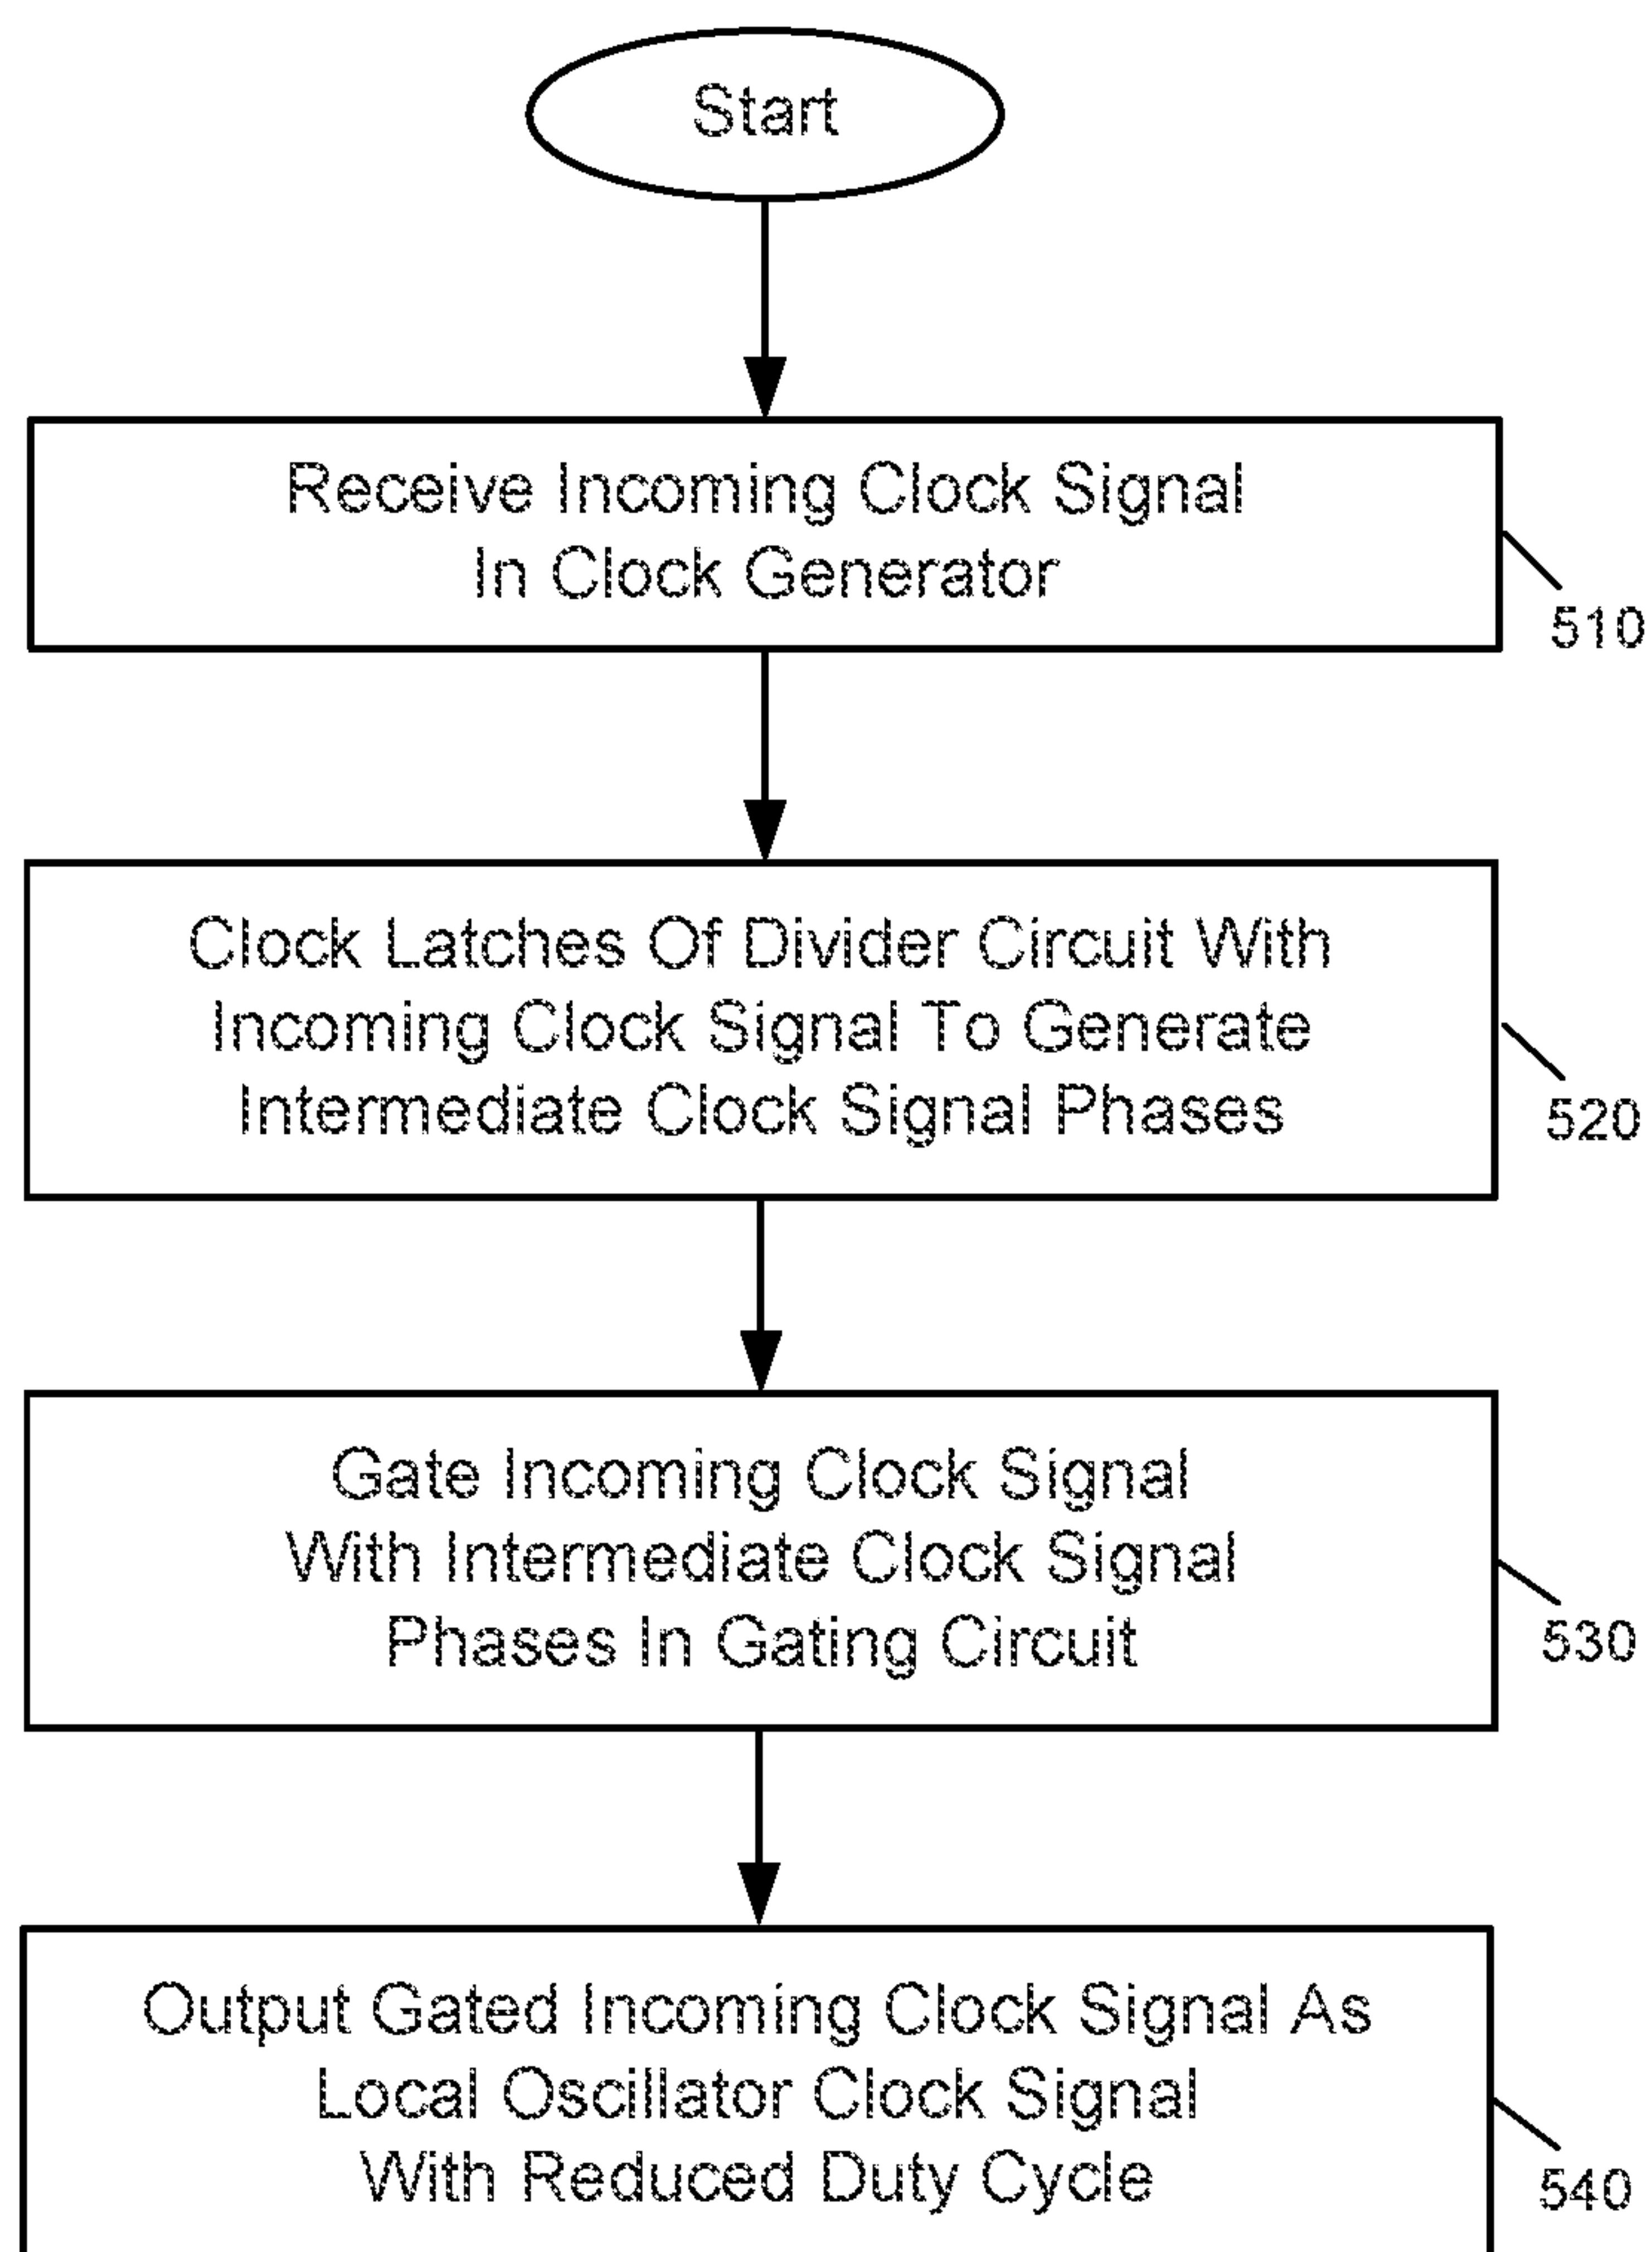 Start
Receive Incoming Clock Signal
In Clock Generator
510
Clock Latches Of Divider Circuit With
Incoming Clock Signal To Generate
Intermediate Clock Signal Phases
520
Gate Incoming Clock Signal
With Intermediate Clock Signal
Phases In Gating Circuit
530
Output Gated Incoming Clock Signal As
Local Oscillator Clock Signal
With Reduced Duty Cycle
540